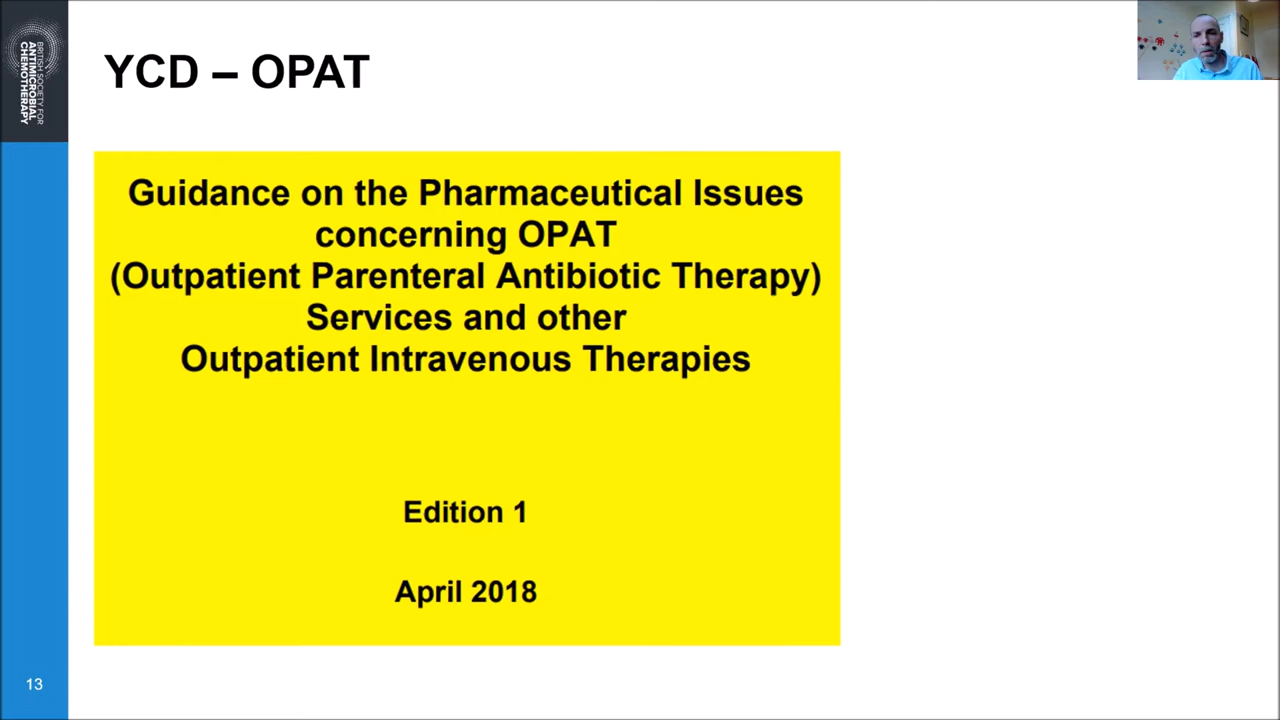 BRITISH SOCIETY FOR
ANTIMICROBIAL
CHEMOTHERAPY
YCD – OPAT
Guidance on the Pharmaceutical Issues
concerning OPAT
(Outpatient Parenteral Antibiotic Therapy)
Services and other
Outpatient Intravenous Therapies
Edition 1
April 2018
13